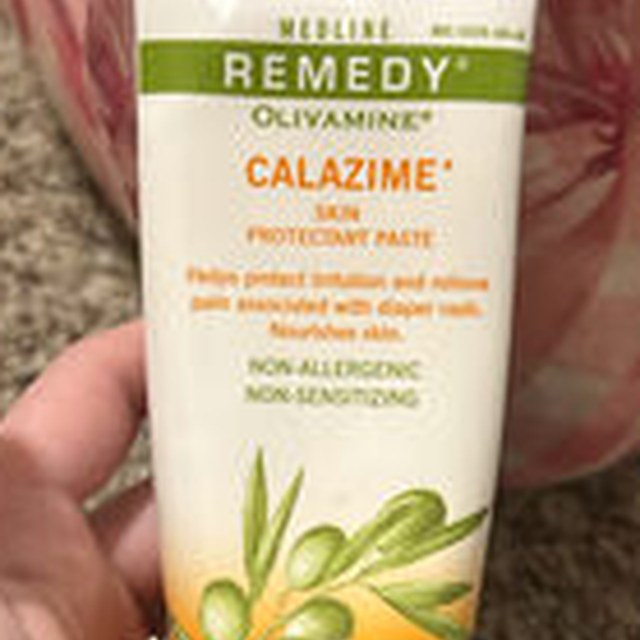 MEDLINE
REMEDY®
OLIVAMINE®
CALAZIME®
SKIN
PROTECTANT PASTE
Helps protect irritation and relieve
pain associated with diaper rash.
Nourishes skin.
NON-ALLERGENIC
NON-SENSITIZING